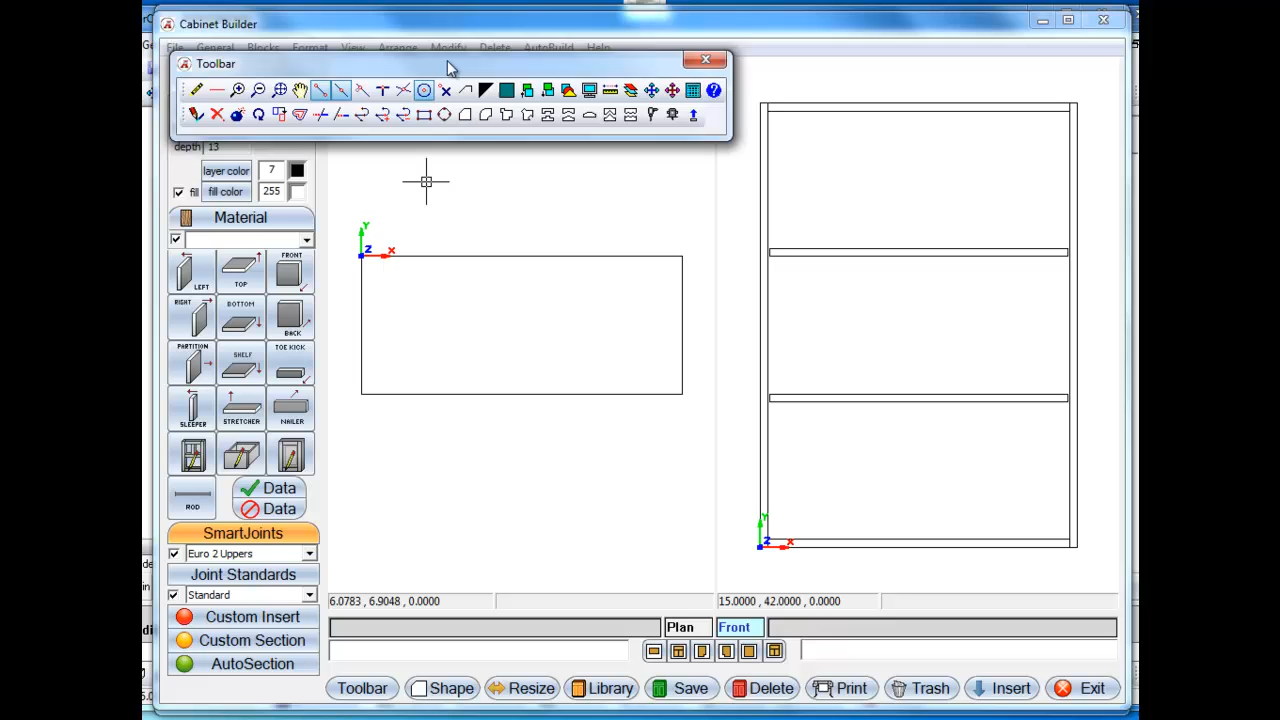 Cabinet Builder
File General Blocks Format View Arrange Modify Delete AutoBuild Help
Toolbar
depth 13
layer color 7
fill fill color 255
Material
LEFT TOP FRONT
RIGHT BOTTOM BACK
PARTITION SHELF TOE KICK
SLEEPER STRETCHER NAILER
ROD
Data
Data
SmartJoints
Euro 2 Uppers
Joint Standards
Standard
Custom Insert
Custom Section
AutoSection
Y
Z X
Y
Z X
6.0783 , 6.9048 , 0.0000
15.0000 , 42.0000 , 0.0000
Plan Front
Toolbar Shape Resize Library Save Delete Print Trash Insert Exit